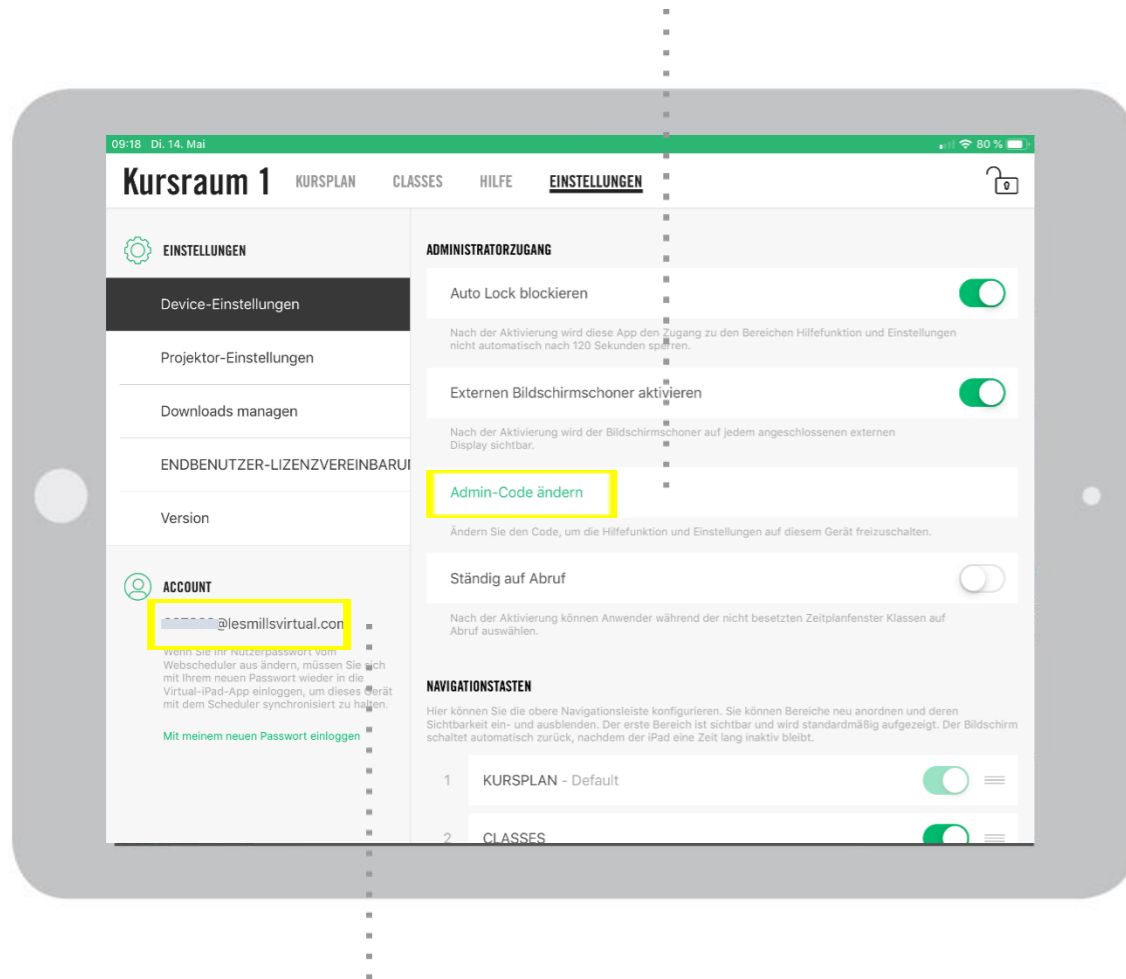 09:18 Di. 14. Mai
80 %
Kursraum 1 KURSPLAN CLASSES HILFE EINSTELLUNGEN
EINSTELLUNGEN
Device-Einstellungen
Projektor-Einstellungen
Downloads managen
ENDBENUTZER-LIZENZVEREINBARU
Version
ACCOUNT
@lesmillsvirtual.com
Wenn Sie Ihr Nutzerpasswort vom
Webscheduler aus ändern, müssen Sie sich
mit Ihrem neuen Passwort wieder in die
Virtual-iPad-App einloggen, um dieses Gerät
mit dem Scheduler synchronisiert zu halten.
Mit meinem neuen Passwort einloggen
ADMINISTRATORZUGANG
Auto Lock blockieren
Nach der Aktivierung wird diese App den Zugang zu den Bereichen Hilfefunktion und Einstellungen
nicht automatisch nach 120 Sekunden sperren.
Externen Bildschirmschoner aktivieren
Nach der Aktivierung wird der Bildschirmschoner auf jedem angeschlossenen externen
Display sichtbar.
Admin-Code ändern
Ändern Sie den Code, um die Hilfefunktion und Einstellungen auf diesem Gerät freizuschalten.
Ständig auf Abruf
Nach der Aktivierung können Anwender während der nicht besetzten Zeitplanfenster Klassen auf
Abruf auswählen.
NAVIGATIONSTASTEN
Hier können Sie die obere Navigationsleiste konfigurieren. Sie können Bereiche neu anordnen und deren
Sichtbarkeit ein- und ausblenden. Der erste Bereich ist sichtbar und wird standardmäßig aufgezeigt. Der Bildschirm
schaltet automatisch zurück, nachdem der iPad eine Zeit lang inaktiv bleibt.
1 KURSPLAN - Default
2 CLASSES